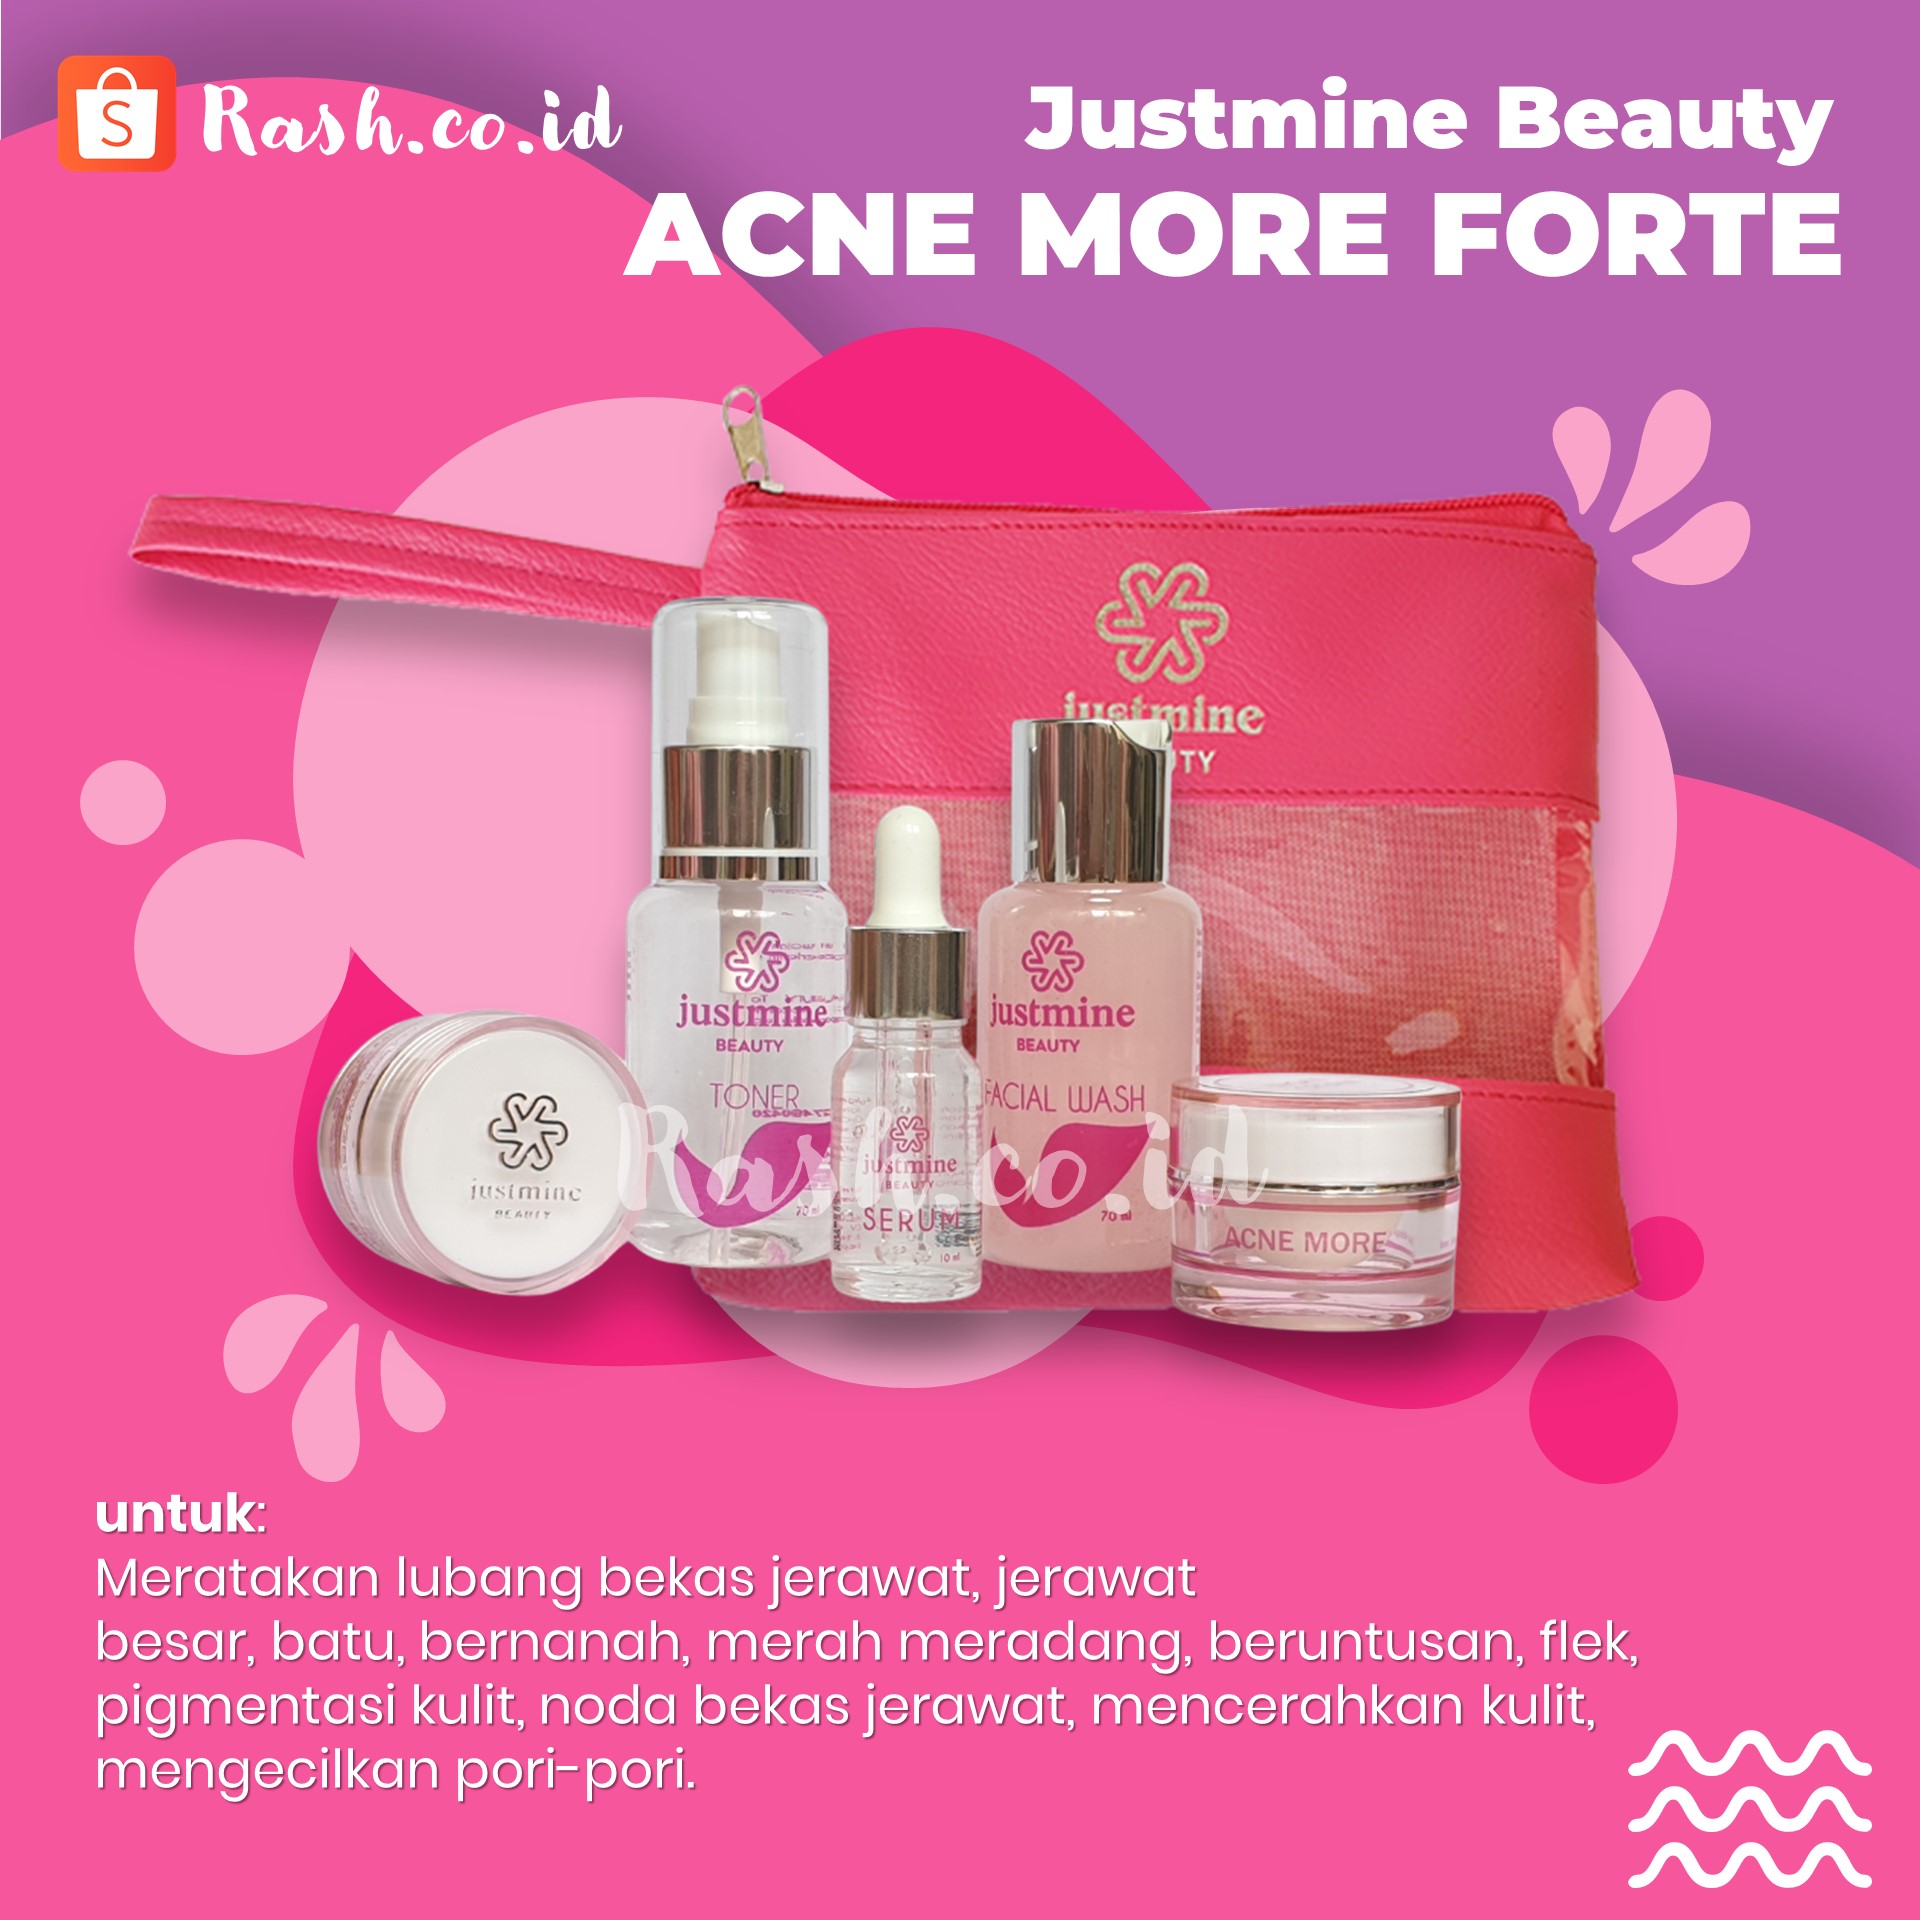 S Rash.co.id
Justmine Beauty
ACNE MORE FORTE
justmine
justmine
BEAUTY
TONER
70 ml
justmine
BEAUTY
SERUM
10 ml
justmine
BEAUTY
FACIAL WASH
70 ml
justmine
BEAUTY
ACNE MORE
Rash.co.id
untuk:
Meratakan lubang bekas jerawat, jerawat
besar, batu, bernanah, merah meradang, beruntusan, flek,
pigmentasi kulit, noda bekas jerawat, mencerahkan kulit,
mengecilkan pori-pori.